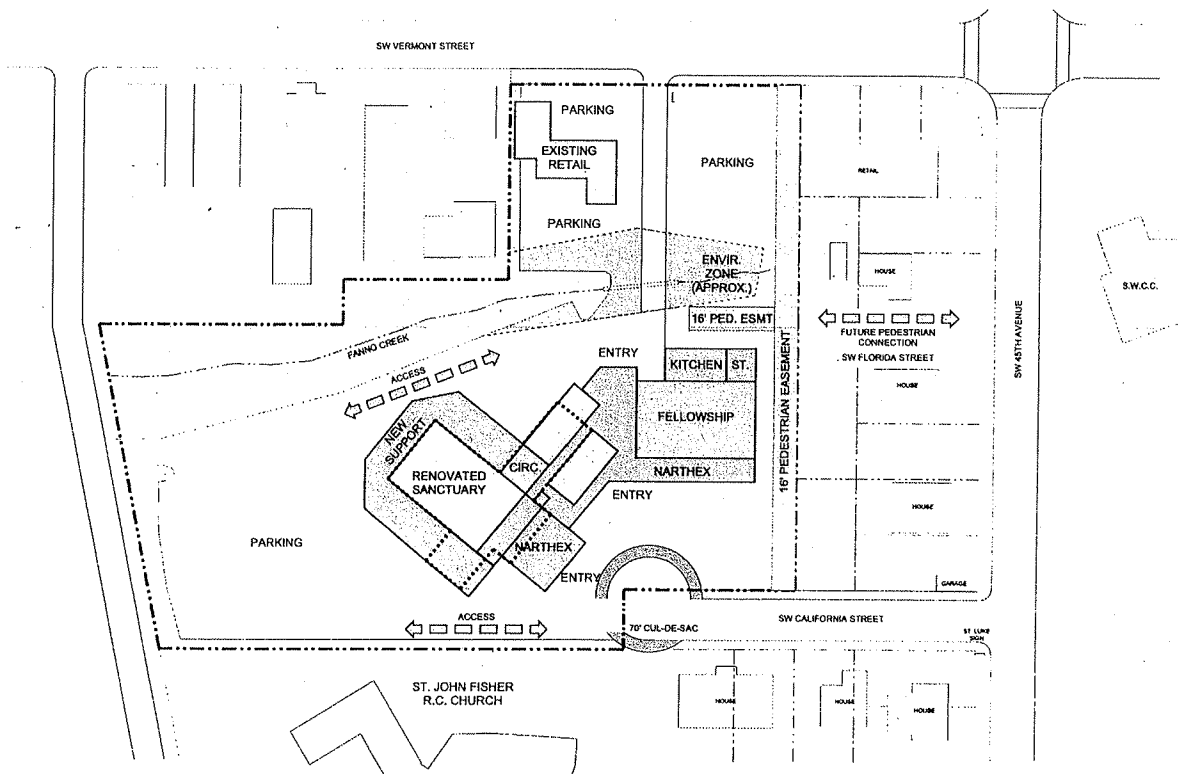 SW VERMONT STREET
PARKING
EXISTING
RETAIL
PARKING
PARKING
RETAIL
ENVIR.
ZONE
(APPROX.)
HOUSE
S.W.C.C.
16' PED. ESMT
FUTURE PEDESTRIAN
CONNECTION
SW FLORIDA STREET
SW 45TH AVENUE
FANNO CREEK
ACCESS
ENTRY
KITCHEN
ST.
16' PEDESTRIAN EASEMENT
HOUSE
FELLOWSHIP
NEW
SUPPORT
CIRC.
NARTHEX
RENOVATED
SANCTUARY
ENTRY
HOUSE
PARKING
NARTHEX
ENTRY
GARAGE
ACCESS
70' CUL-DE-SAC
SW CALIFORNIA STREET
ST. LUKE
SIGN
ST. JOHN FISHER
R.C. CHURCH
HOUSE
HOUSE
HOUSE